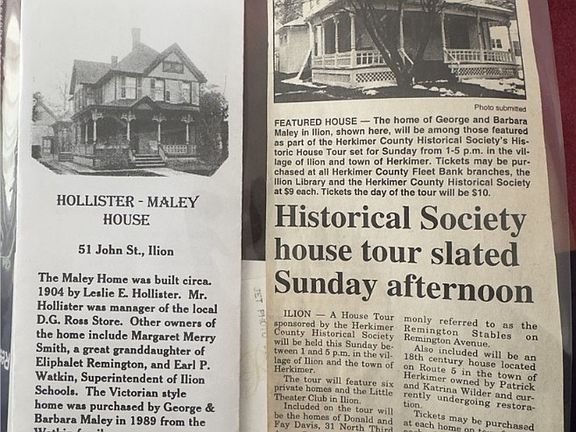 HOLLISTER - MALEY
HOUSE
51 John St., Ilion
The Maley Home was built circa.
1904 by Leslie E. Hollister. Mr.
Hollister was manager of the local
D.G. Ross Store. Other owners of
the home include Margaret Merry
Smith, a great granddaughter of
Eliphalet Remington, and Earl P.
Watkin, Superintendent of Ilion
Schools. The Victorian style
home was purchased by George &
Barbara Maley in 1989 from the
Photo submitted
FEATURED HOUSE — The home of George and Barbara
Maley in Ilion, shown here, will be among those featured
as part of the Herkimer County Historical Society's His-
toric House Tour set for Sunday from 1-5 p.m. in the vil-
lage of Ilion and town of Herkimer. Tickets may be pur-
chased at all Herkimer County Fleet Bank branches, the
Ilion Library and the Herkimer County Historical Society
at $9 each. Tickets the day of the tour will be $10.
Historical Society
house tour slated
Sunday afternoon
ILION — A House Tour
sponsored by the Herkimer
County Historical Society
will be held this Sunday be-
tween 1 and 5 p.m. in the vil-
lage of Ilion and the town of
Herkimer.
The tour will feature six
private homes and the Little
Theater Club in Ilion.
Included on the tour will
be the homes of Donald and
Fay Davis, 31 North Third
monly referred to as the
Remington Stables on
Remington Avenue.
Also included will be an
18th century house located
on Route 5 in the town of
Herkimer owned by Patrick
and Katrina Wilder and cur-
rently undergoing restora-
tion.
Tickets may be purchased
at each home on